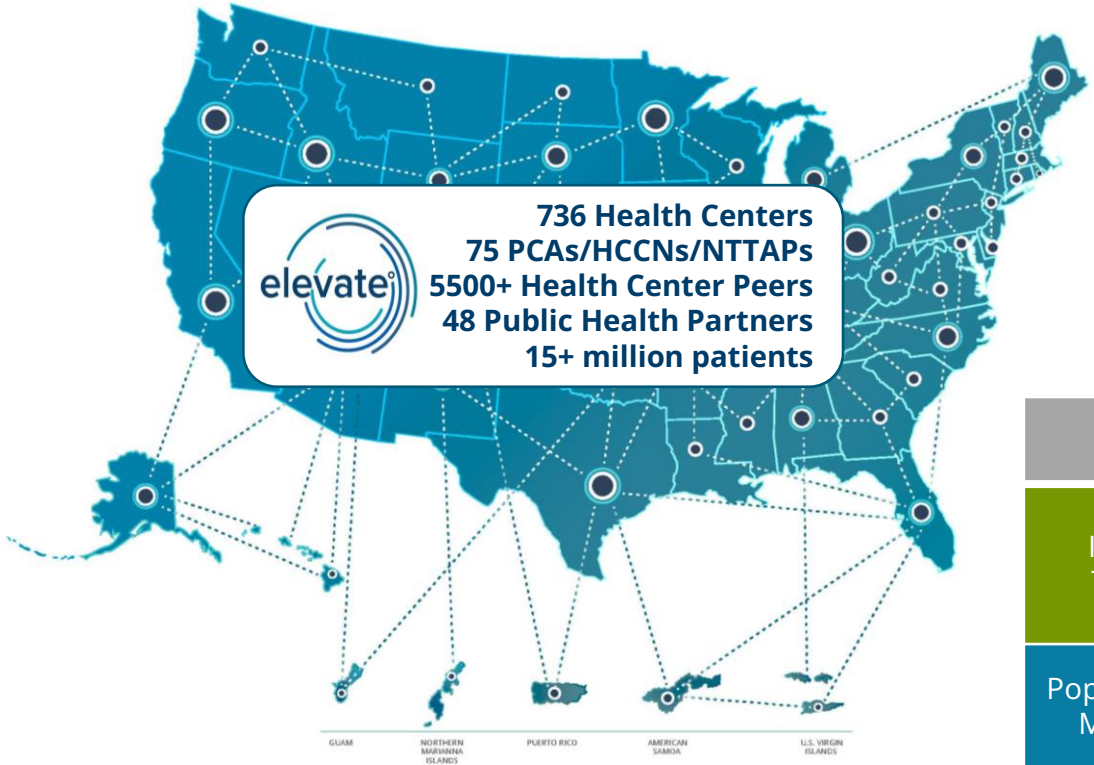 elevate
736 Health Centers
75 PCAs/HCCNs/NTTAPs
5500+ Health Center Peers
48 Public Health Partners
15+ million patients
GUAM
NORTHERN
MARIANNA
ISLANDS
PUERTO RICO
AMERICAN
SAMOA
U.S. VIRGIN
ISLANDS
Pop
M